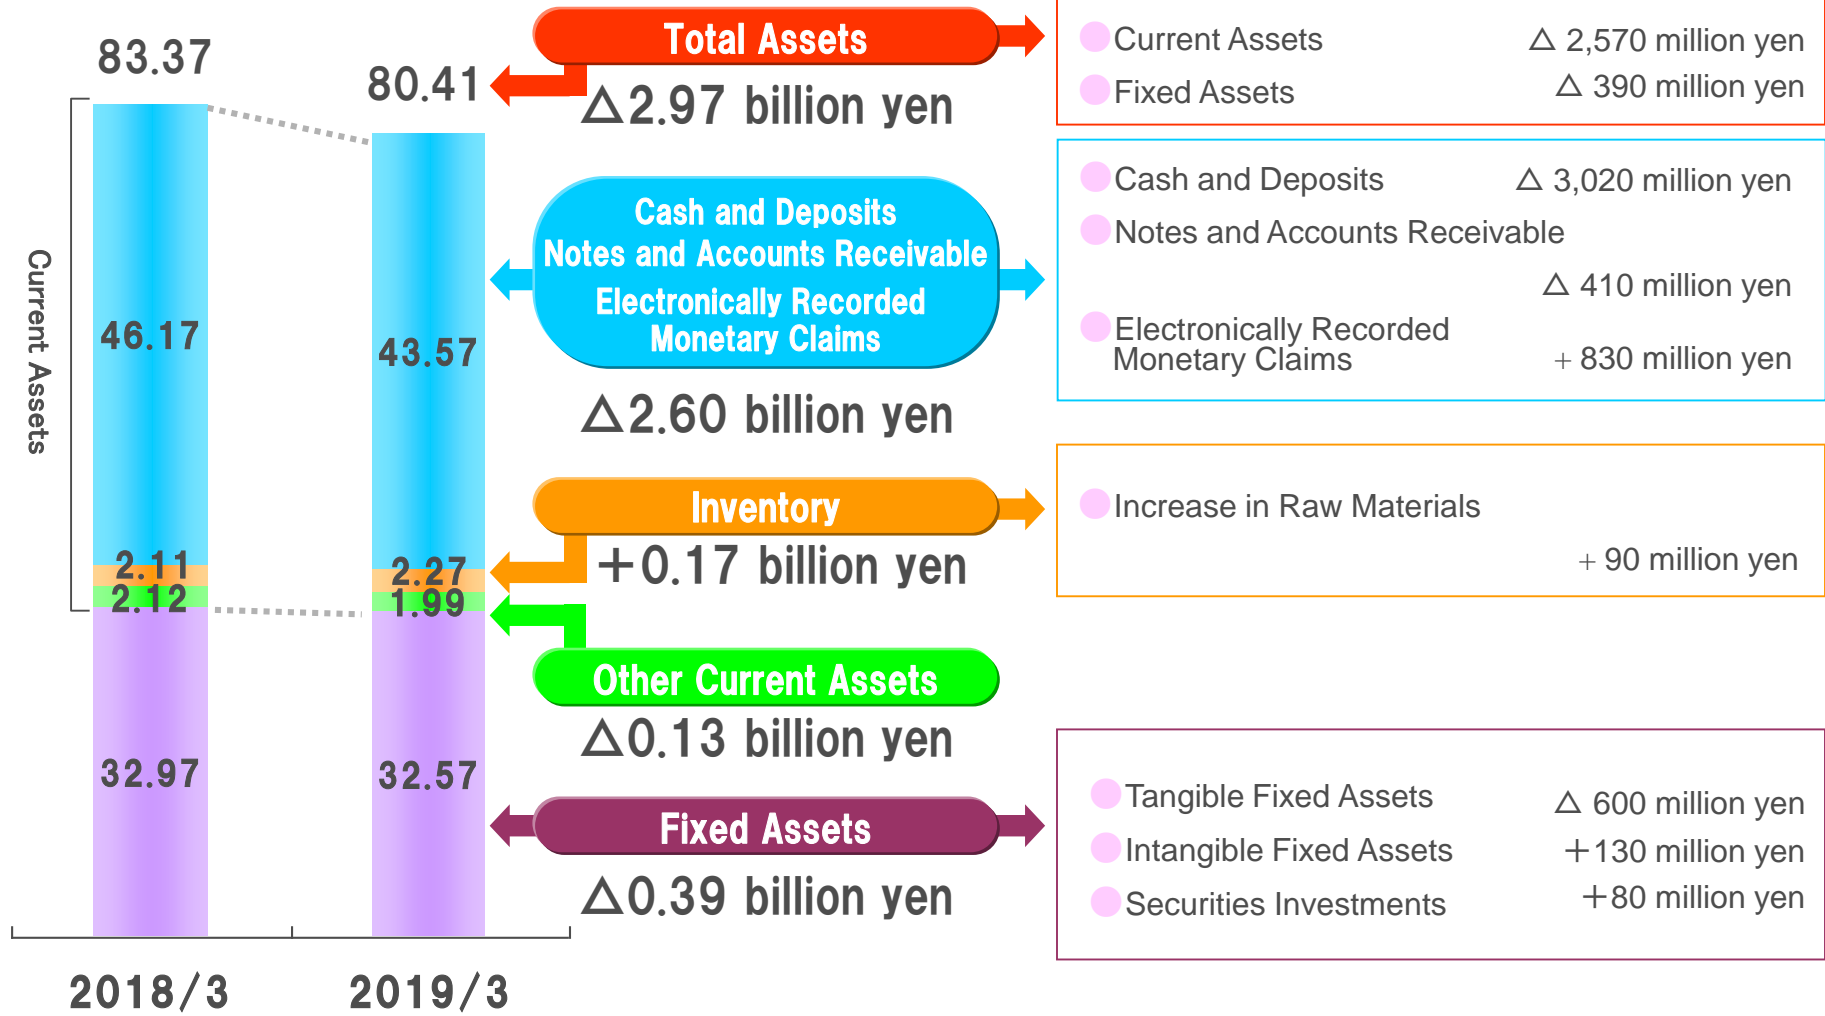 83.37
80.41
Current Assets
46.17
43.57
2.11
2.27
2.12
1.99
32.97
32.57
2018/3
2019/3
Total Assets
△2.97 billion yen
Current Assets △ 2,570 million yen
Fixed Assets △ 390 million yen
Cash and Deposits
Notes and Accounts Receivable
Electronically Recorded
Monetary Claims
△2.60 billion yen
Cash and Deposits △ 3,020 million yen
Notes and Accounts Receivable
△ 410 million yen
Electronically Recorded
Monetary Claims + 830 million yen
Inventory
+0.17 billion yen
Increase in Raw Materials
+ 90 million yen
Other Current Assets
△0.13 billion yen
Fixed Assets
△0.39 billion yen
Tangible Fixed Assets △ 600 million yen
Intangible Fixed Assets +130 million yen
Securities Investments +80 million yen